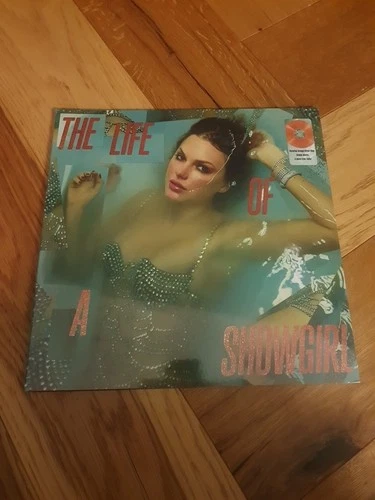 THE LIFE
OF
A
SHOWGIRL